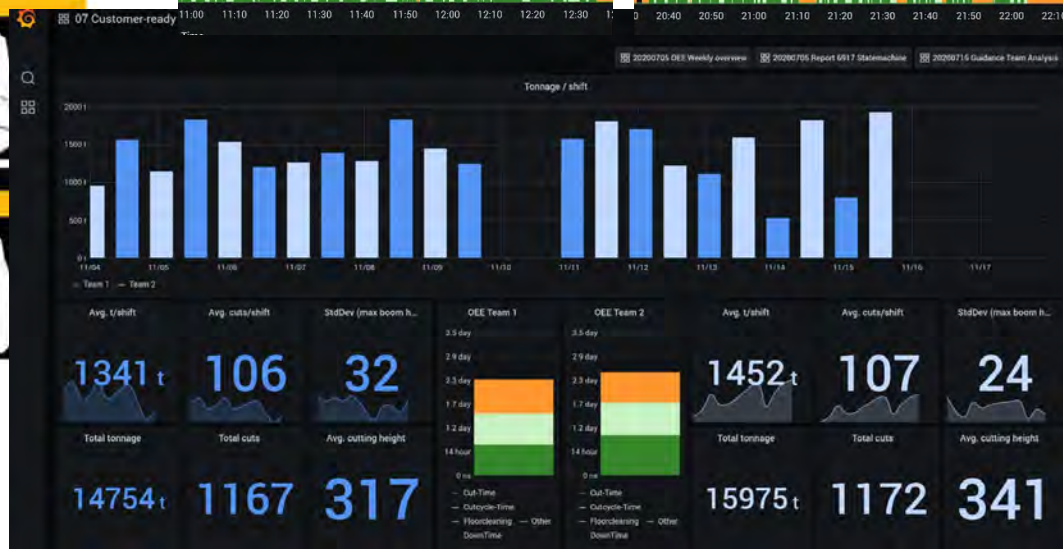 07 Customer-ready
11:00 11:10 11:20 11:30 11:40 11:50 12:00 12:10 12:20 12:30
20:40 20:50 21:00 21:10 21:20 21:30 21:40 21:50 22:00
Time
20200705 OEE Weekly overview 20200705 Report 6917 Statemachine 20200715 Guidance Team Analysis
Tonnage / shift
2000 t
1500 t
1000 t
500 t
0 t
11/04 11/05 11/06 11/07 11/08 11/09 11/10 11/11 11/12 11/13 11/14 11/15 11/16 11/17
Team 1 Team 2
Avg. t/shift Avg. cuts/shift StdDev (max boom h...
1341 t 106 32
Total tonnage Total cuts Avg. cutting height
14754 t 1167 317
OEE Team 1
3.5 day
2.9 day
2.3 day
1.7 day
1.2 day
14 hour
0 ns
Cut-Time
Cutcycle-Time
Floorcleaning Other
DownTime
OEE Team 2
3.5 day
2.9 day
2.3 day
1.7 day
1.2 day
14 hour
0 ns
Cut-Time
Cutcycle-Time
Floorcleaning Other
DownTime
Avg. t/shift Avg. cuts/shift StdDev (max boom h...
1452 t 107 24
Total tonnage Total cuts Avg. cutting height
15975 t 1172 341